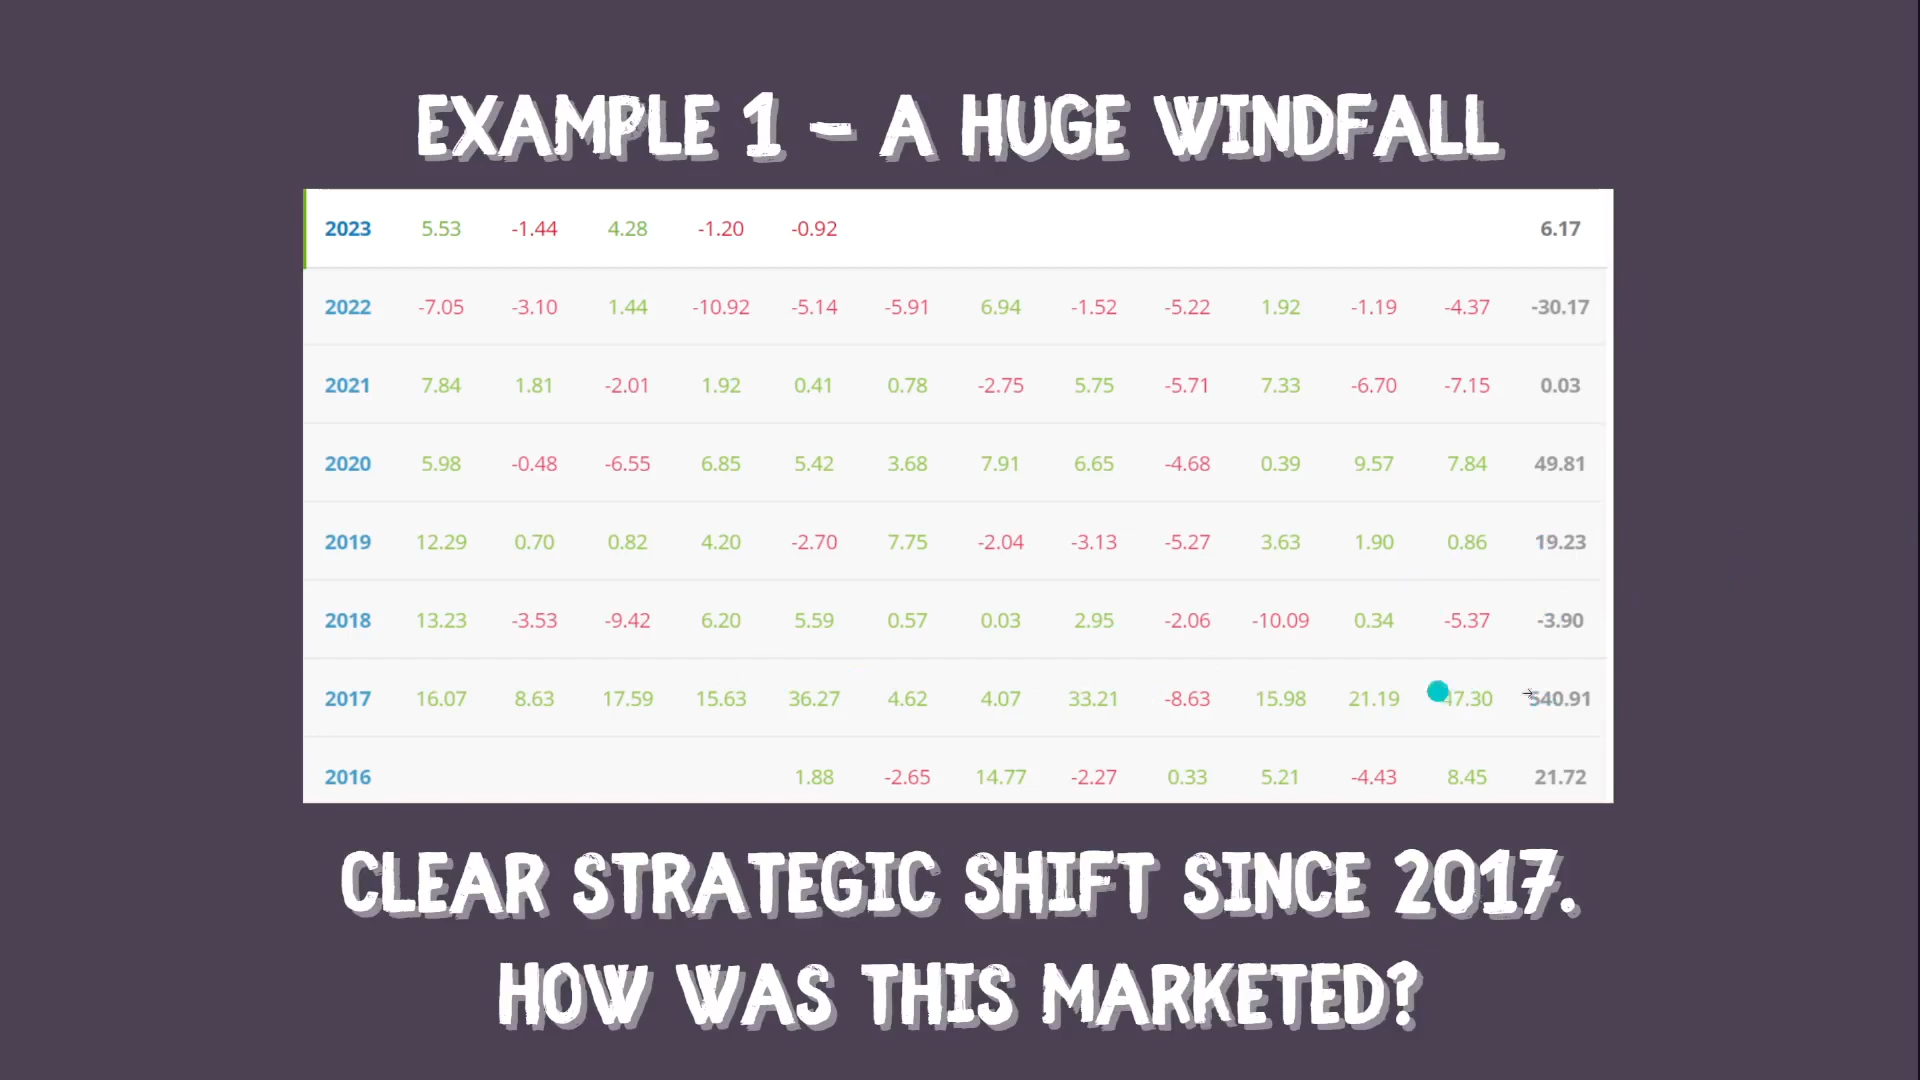 EXAMPLE 1 – A HUGE WINDFALL
2023 5.53 -1.44 4.28 -1.20 -0.92 6.17
2022 -7.05 -3.10 1.44 -10.92 -5.14 -5.91 6.94 -1.52 -5.22 1.92 -1.19 -4.37 -30.17
2021 7.84 1.81 -2.01 1.92 0.41 0.78 -2.75 5.75 -5.71 7.33 -6.70 -7.15 0.03
2020 5.98 -0.48 -6.55 6.85 5.42 3.68 7.91 6.65 -4.68 0.39 9.57 7.84 49.81
2019 12.29 0.70 0.82 4.20 -2.70 7.75 -2.04 -3.13 -5.27 3.63 1.90 0.86 19.23
2018 13.23 -3.53 -9.42 6.20 5.59 0.57 0.03 2.95 -2.06 -10.09 0.34 -5.37 -3.90
2017 16.07 8.63 17.59 15.63 36.27 4.62 4.07 33.21 -8.63 15.98 21.19 47.30 540.91
2016 1.88 -2.65 14.77 -2.27 0.33 5.21 -4.43 8.45 21.72
CLEAR STRATEGIC SHIFT SINCE 2017.
HOW WAS THIS MARKETED?